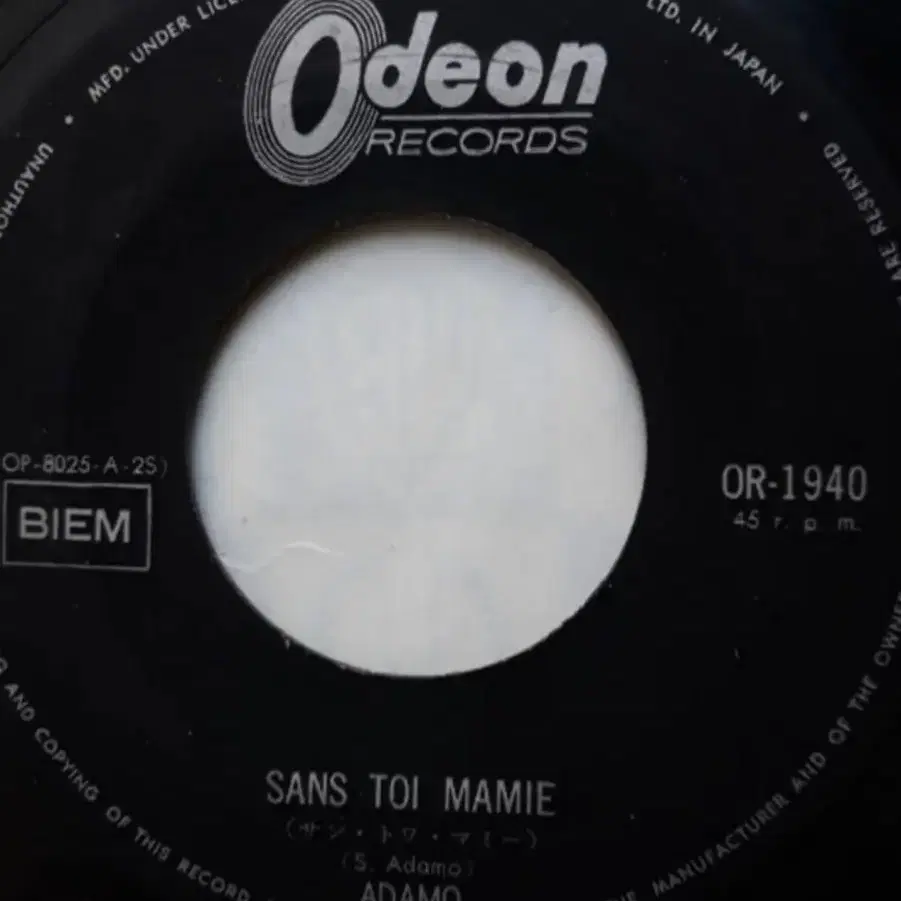 MFD. UNDER LICE
LTD. IN JAPAN
Odeon
RECORDS
ARE RESERVED
OP-8025-A-2S)
BIEM
OR-1940
45 r. p. m.
SANS TOI MAMIE
(サン・トワ・マミー)
(S. Adamo)
ADAMO
AND COPYING OF THIS RECORD
MANUFACTURER AND OF THE OWNER